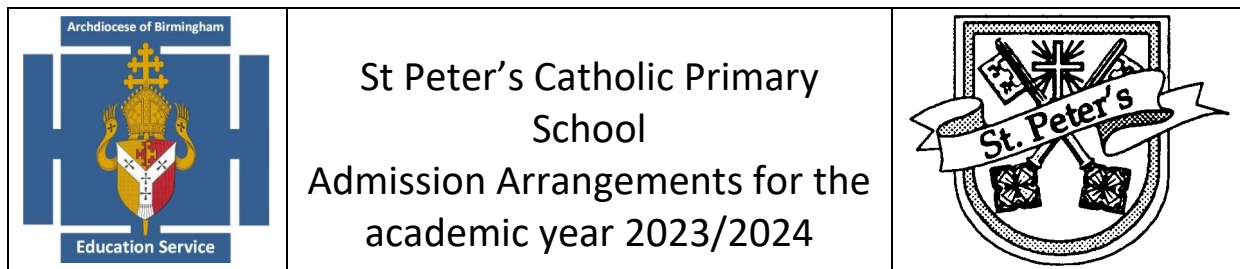 Archdiocese of Birmingham
Education Service
St Peter's Catholic Primary
School
Admission Arrangements for the
academic year 2023/2024
St. Peter's